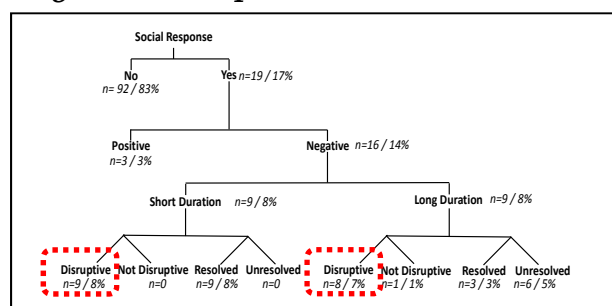 Social Response
No
n= 92 / 83%
Yes n=19 / 17%
Positive
n=3 / 3%
Negative n=16 / 14%
Short Duration n=9 / 8%
Long Duration n=9 / 8%
Disruptive
n=9 / 8%
Not Disruptive
n=0
Resolved
n=9 / 8%
Unresolved
n=0
Disruptive
n=8 / 7%
Not Disruptive
n=1 / 1%
Resolved
n=3 / 3%
Unresolved
n=6 / 5%